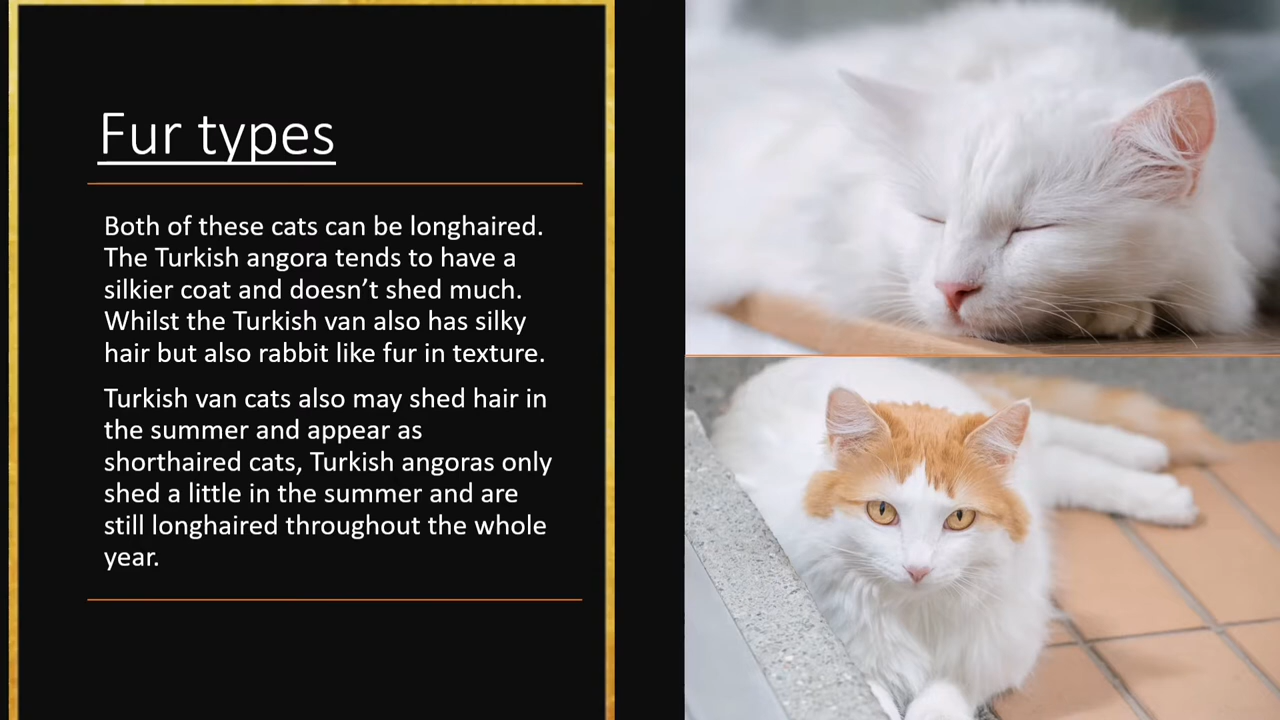 Fur types
Both of these cats can be longhaired.
The Turkish angora tends to have a
silkier coat and doesn’t shed much.
Whilst the Turkish van also has silky
hair but also rabbit like fur in texture.
Turkish van cats also may shed hair in
the summer and appear as
shorthaired cats, Turkish angoras only
shed a little in the summer and are
still longhaired throughout the whole
year.